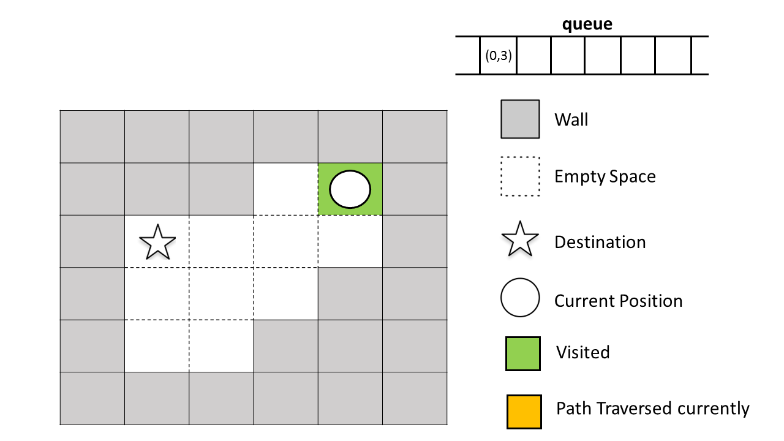 queue
(0,3)
Wall
Empty Space
Destination
Current Position
Visited
Path Traversed currently